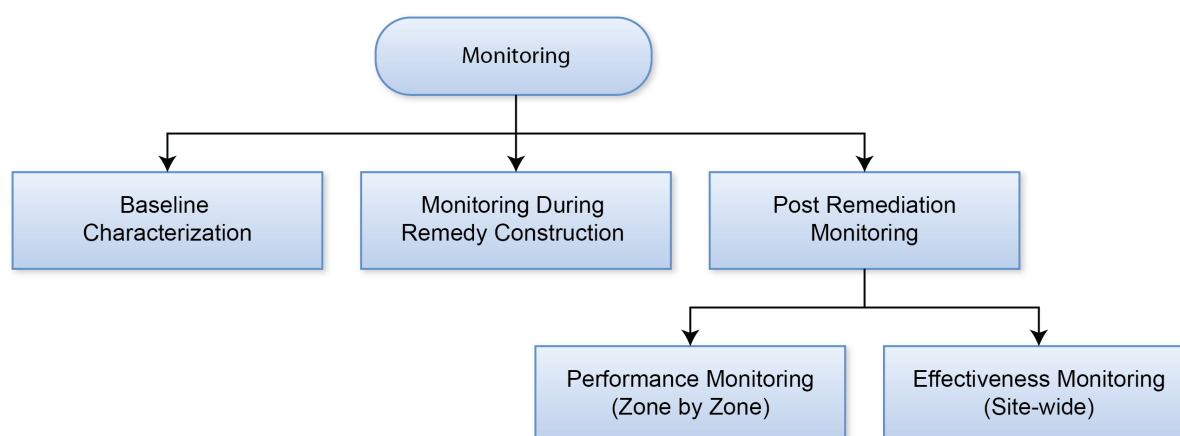 Monitoring
Baseline
Characterization
Monitoring During
Remedy Construction
Post Remediation
Monitoring
Performance Monitoring
(Zone by Zone)
Effectiveness Monitoring
(Site-wide)